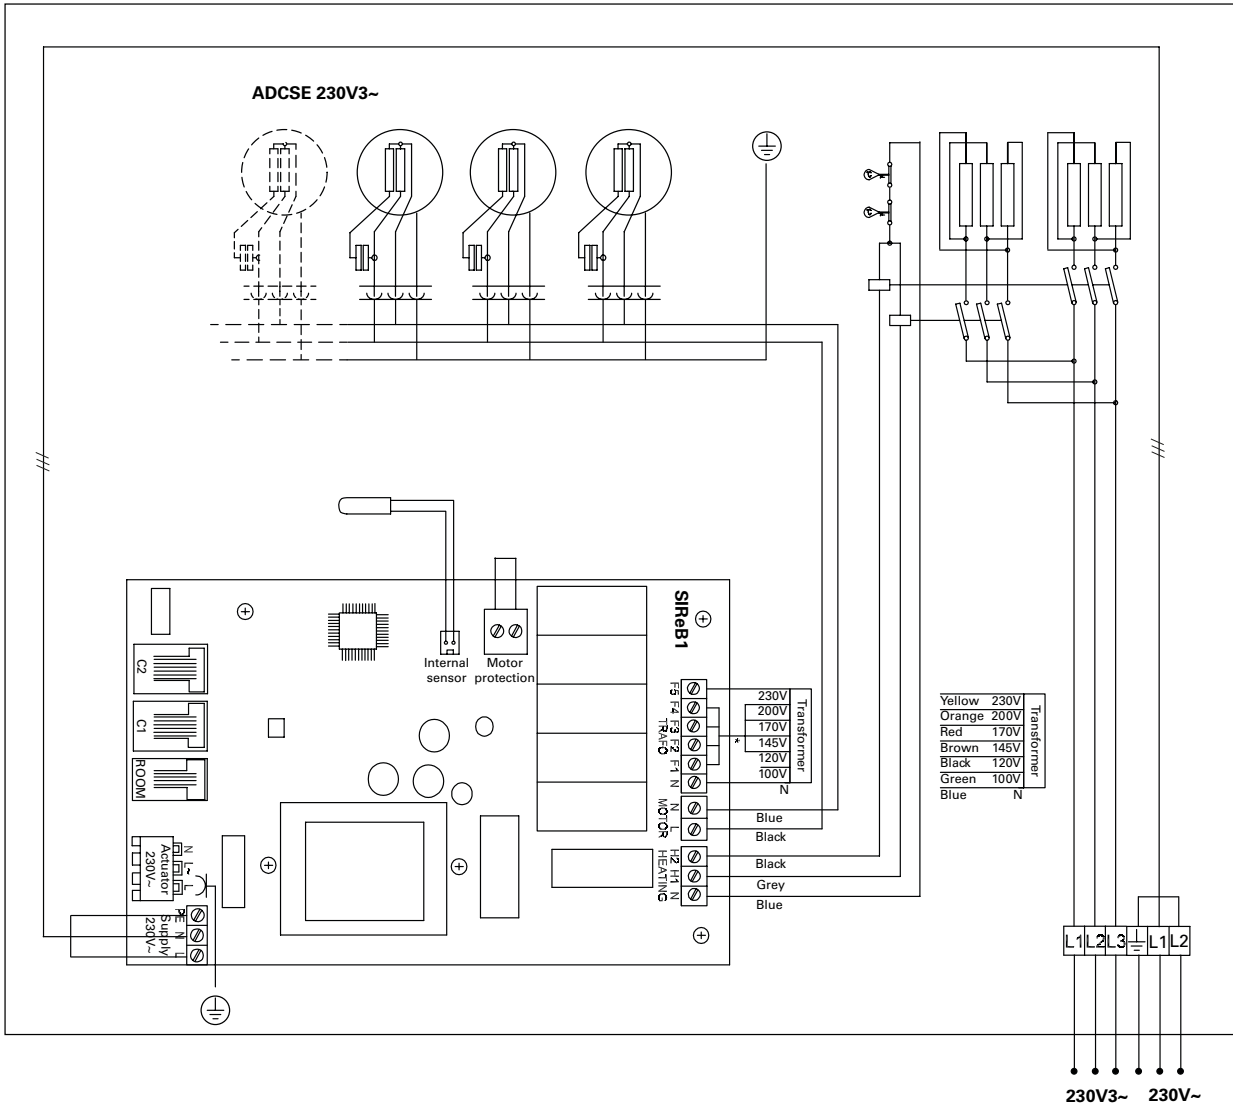 ADCSE 230V3~
SIReB1
Internal
sensor
Motor
protection
C2
C1
ROOM
F5
F4
F3
F2
F1
N
TRAFO
230V
200V
170V
145V
120V
100V
N
*
Transformer
Yellow 230V
Orange 200V
Red 170V
Brown 145V
Black 120V
Green 100V
Blue N
Transformer
N
L
MOTOR
Blue
Black
H2
H1
N
HEATING
Black
Grey
Blue
Actuator
230V~
N
L~
L
PE
N
L
Supply
230V~
L1 L2 L3 L1 L2
230V3~ 230V~